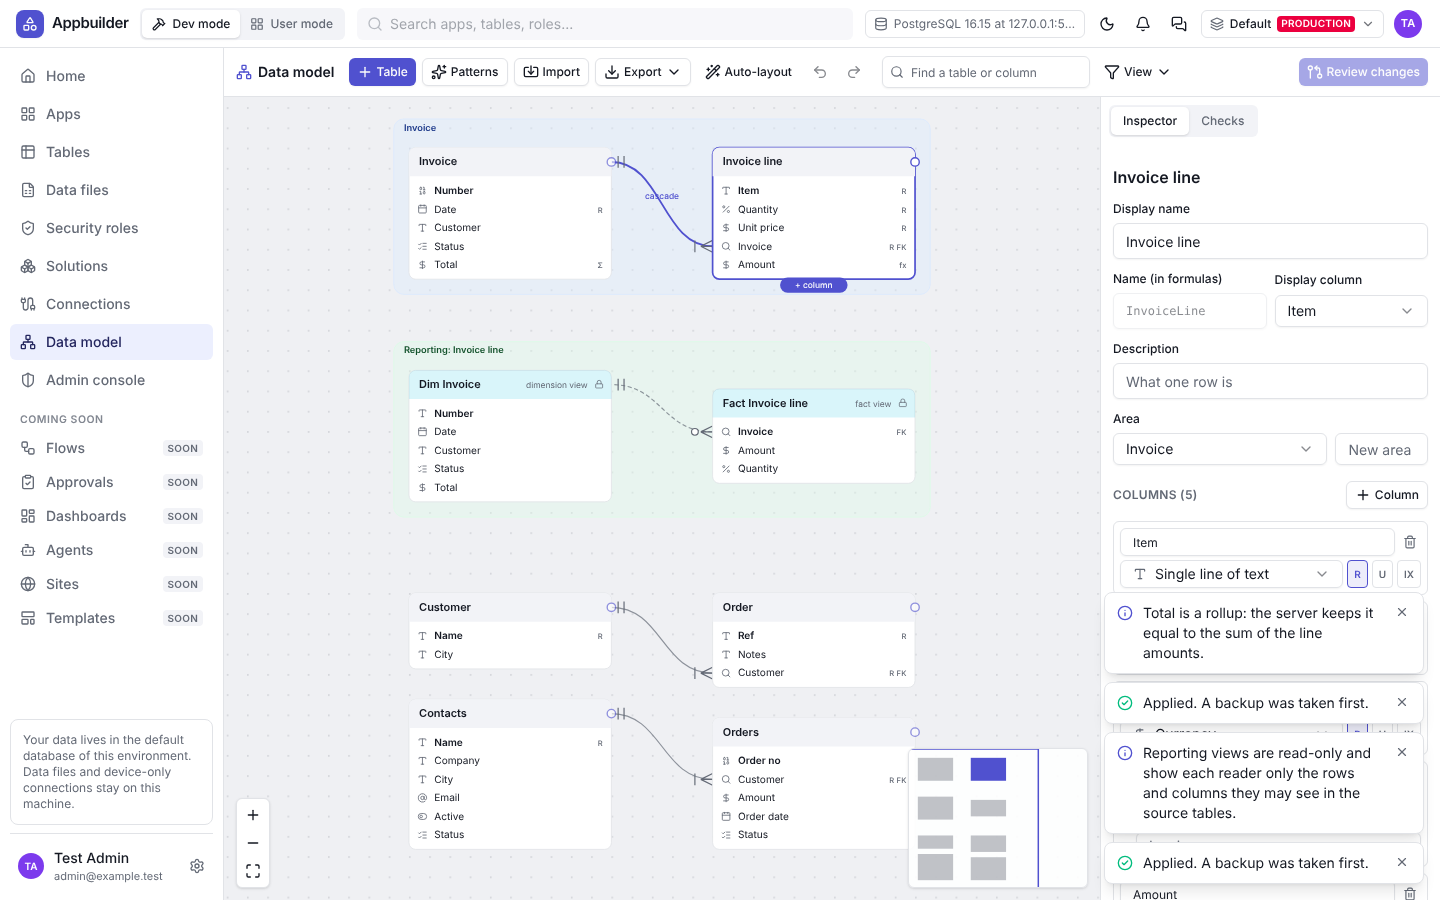 Appbuilder
Dev mode
User mode
Search apps, tables, roles...
PostgreSQL 16.15 at 127.0.0.1:5...
Default
PRODUCTION
TA
Home
Apps
Tables
Data files
Security roles
Solutions
Connections
Data model
Admin console
COMING SOON
Flows
SOON
Approvals
SOON
Dashboards
SOON
Agents
SOON
Sites
SOON
Templates
SOON
Your data lives in the default
database of this environment.
Data files and device-only
connections stay on this
machine.
TA
Test Admin
admin@example.test
Data model
Table
Patterns
Import
Export
Auto-layout
Find a table or column
View
Review changes
Invoice
Invoice
Number
Date
R
Customer
Status
Total
Σ
cascade
Invoice line
Item
R
Quantity
R
Unit price
R
Invoice
R FK
Amount
fx
+ column
Reporting: Invoice line
Dim Invoice
dimension view
Number
Date
Customer
Status
Total
Fact Invoice line
fact view
Invoice
FK
Amount
Quantity
Customer
Name
R
City
Order
Ref
R
Notes
Customer
R FK
Contacts
Name
R
Company
City
Email
Active
Status
Orders
Order no
Customer
R FK
Amount
Order date
Status
Inspector
Checks
Invoice line
Display name
Invoice line
Name (in formulas)
InvoiceLine
Display column
Item
Description
What one row is
Area
Invoice
New area
COLUMNS (5)
Column
Item
Single line of text
R
U
IX
Total is a rollup: the server keeps it
equal to the sum of the line
amounts.
Applied. A backup was taken first.
Reporting views are read-only and
show each reader only the rows
and columns they may see in the
source tables.
Applied. A backup was taken first.
Amount